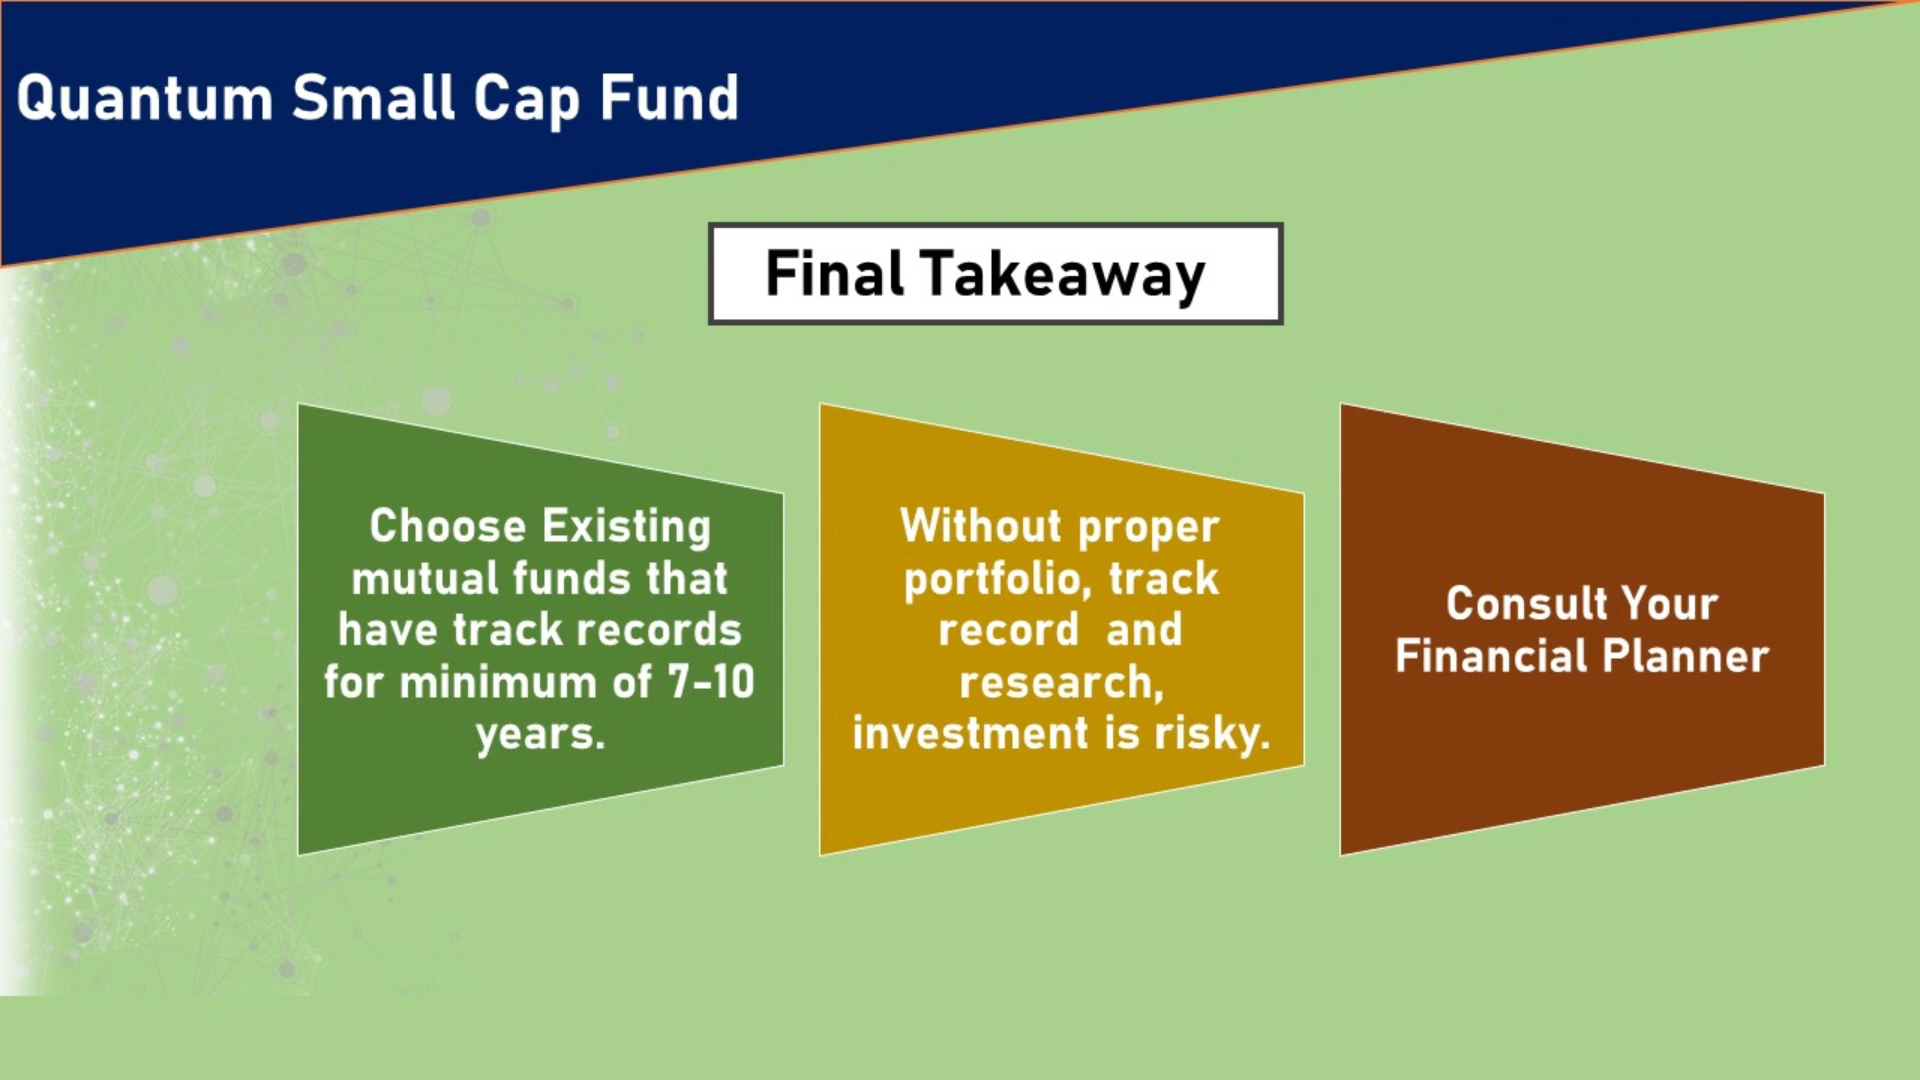 Quantum Small Cap Fund
Final Takeaway
Choose Existing
mutual funds that
have track records
for minimum of 7-10
years.
Without proper
portfolio, track
record and
research,
investment is risky.
Consult Your
Financial Planner